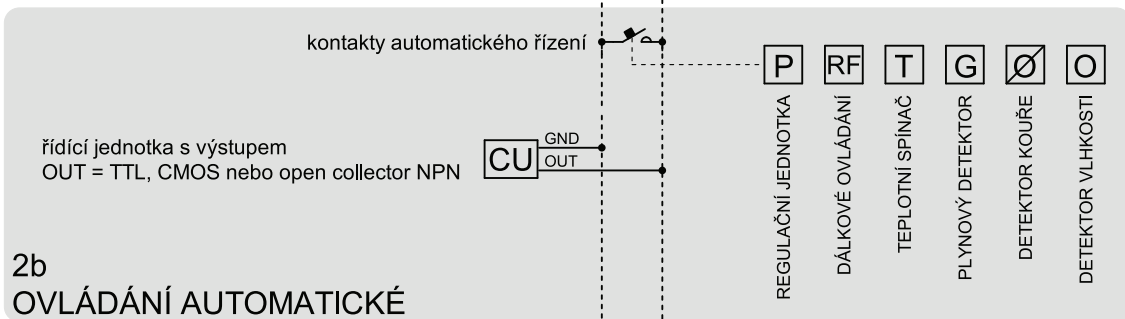 kontakty automatického řízení
P RF T G Ø O
REGULAČNÍ JEDNOTKA
DÁLKOVÉ OVLÁDÁNÍ
TEPLOTNÍ SPÍNAČ
PLYNOVÝ DETEKTOR
DETEKTOR KOUŘE
DETEKTOR VLHKOSTI
řídící jednotka s výstupem
OUT = TTL, CMOS nebo open collector NPN
CU
GND
OUT
2b
OVLÁDÁNÍ AUTOMATICKÉ